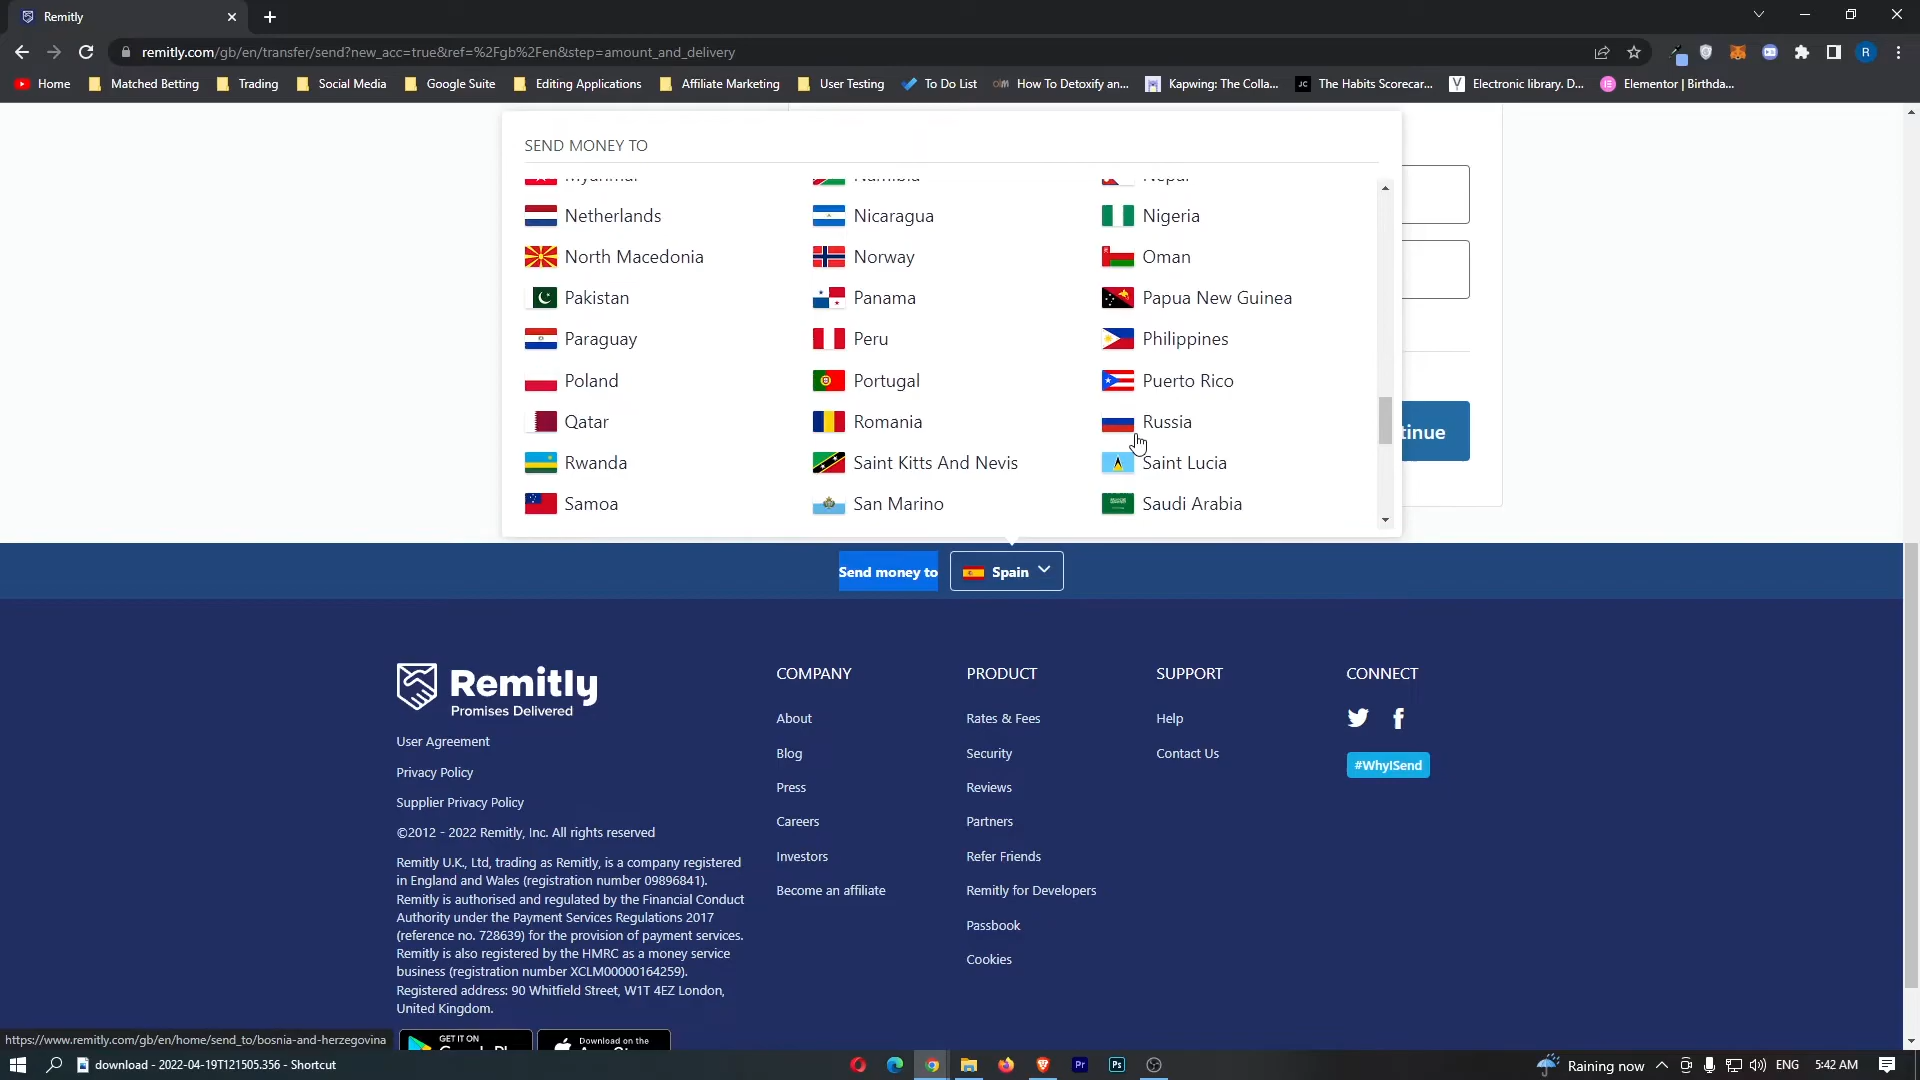 Remitly
remitly.com/gb/en/transfer/send?new_acc=true&ref=%2Fgb%2Fen&step=amount_and_delivery
R
Home Matched Betting Trading Social Media Google Suite Editing Applications Affiliate Marketing User Testing To Do List How To Detoxify an... Kapwing: The Colla... JC The Habits Scorecar... Electronic library. D... Elementor | Birthda...
SEND MONEY TO
Myanmar Namibia Nepal
Netherlands Nicaragua Nigeria
North Macedonia Norway Oman
Pakistan Panama Papua New Guinea
Paraguay Peru Philippines
Poland Portugal Puerto Rico
Qatar Romania Russia
tinue
Rwanda Saint Kitts And Nevis Saint Lucia
Samoa San Marino Saudi Arabia
Send money to Spain
Remitly
Promises Delivered
User Agreement
Privacy Policy
Supplier Privacy Policy
©2012 - 2022 Remitly, Inc. All rights reserved
Remitly U.K., Ltd, trading as Remitly, is a company registered
in England and Wales (registration number 09896841).
Remitly is authorised and regulated by the Financial Conduct
Authority under the Payment Services Regulations 2017
(reference no. 728639) for the provision of payment services.
Remitly is also registered by the HMRC as a money service
business (registration number XCLM00000164259).
Registered address: 90 Whitfield Street, W1T 4EZ London,
United Kingdom.
GET IT ON
Download on the
COMPANY
About
Blog
Press
Careers
Investors
Become an affiliate
PRODUCT
Rates & Fees
Security
Reviews
Partners
Refer Friends
Remitly for Developers
Passbook
Cookies
SUPPORT
Help
Contact Us
CONNECT
#WhyISend
https://www.remitly.com/gb/en/home/send_to/bosnia-and-herzegovina
download - 2022-04-19T121505.356 - Shortcut
Pr
Ps
Raining now
ENG
5:42 AM